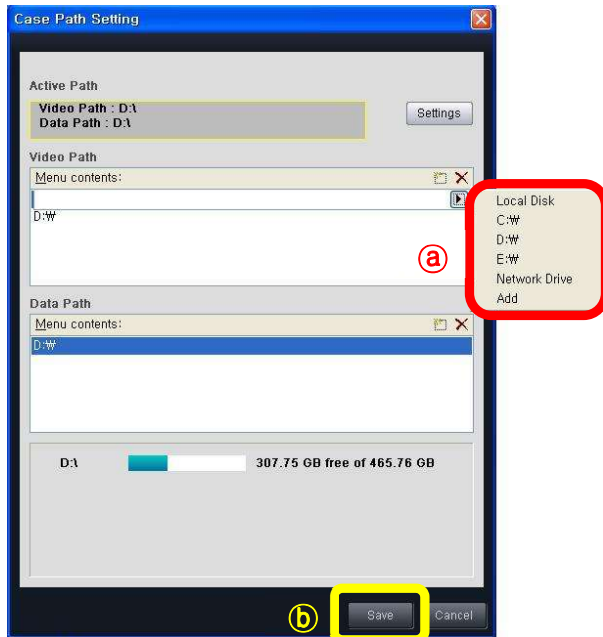 Case Path Setting
Active Path
Video Path : D:\
Data Path : D:\
Settings
Video Path
Menu contents:
D:₩
ⓐ
Local Disk
C:₩
D:₩
E:₩
Network Drive
Add
Data Path
Menu contents:
D:₩
D:\
307.75 GB free of 465.76 GB
ⓑ
Save
Cancel